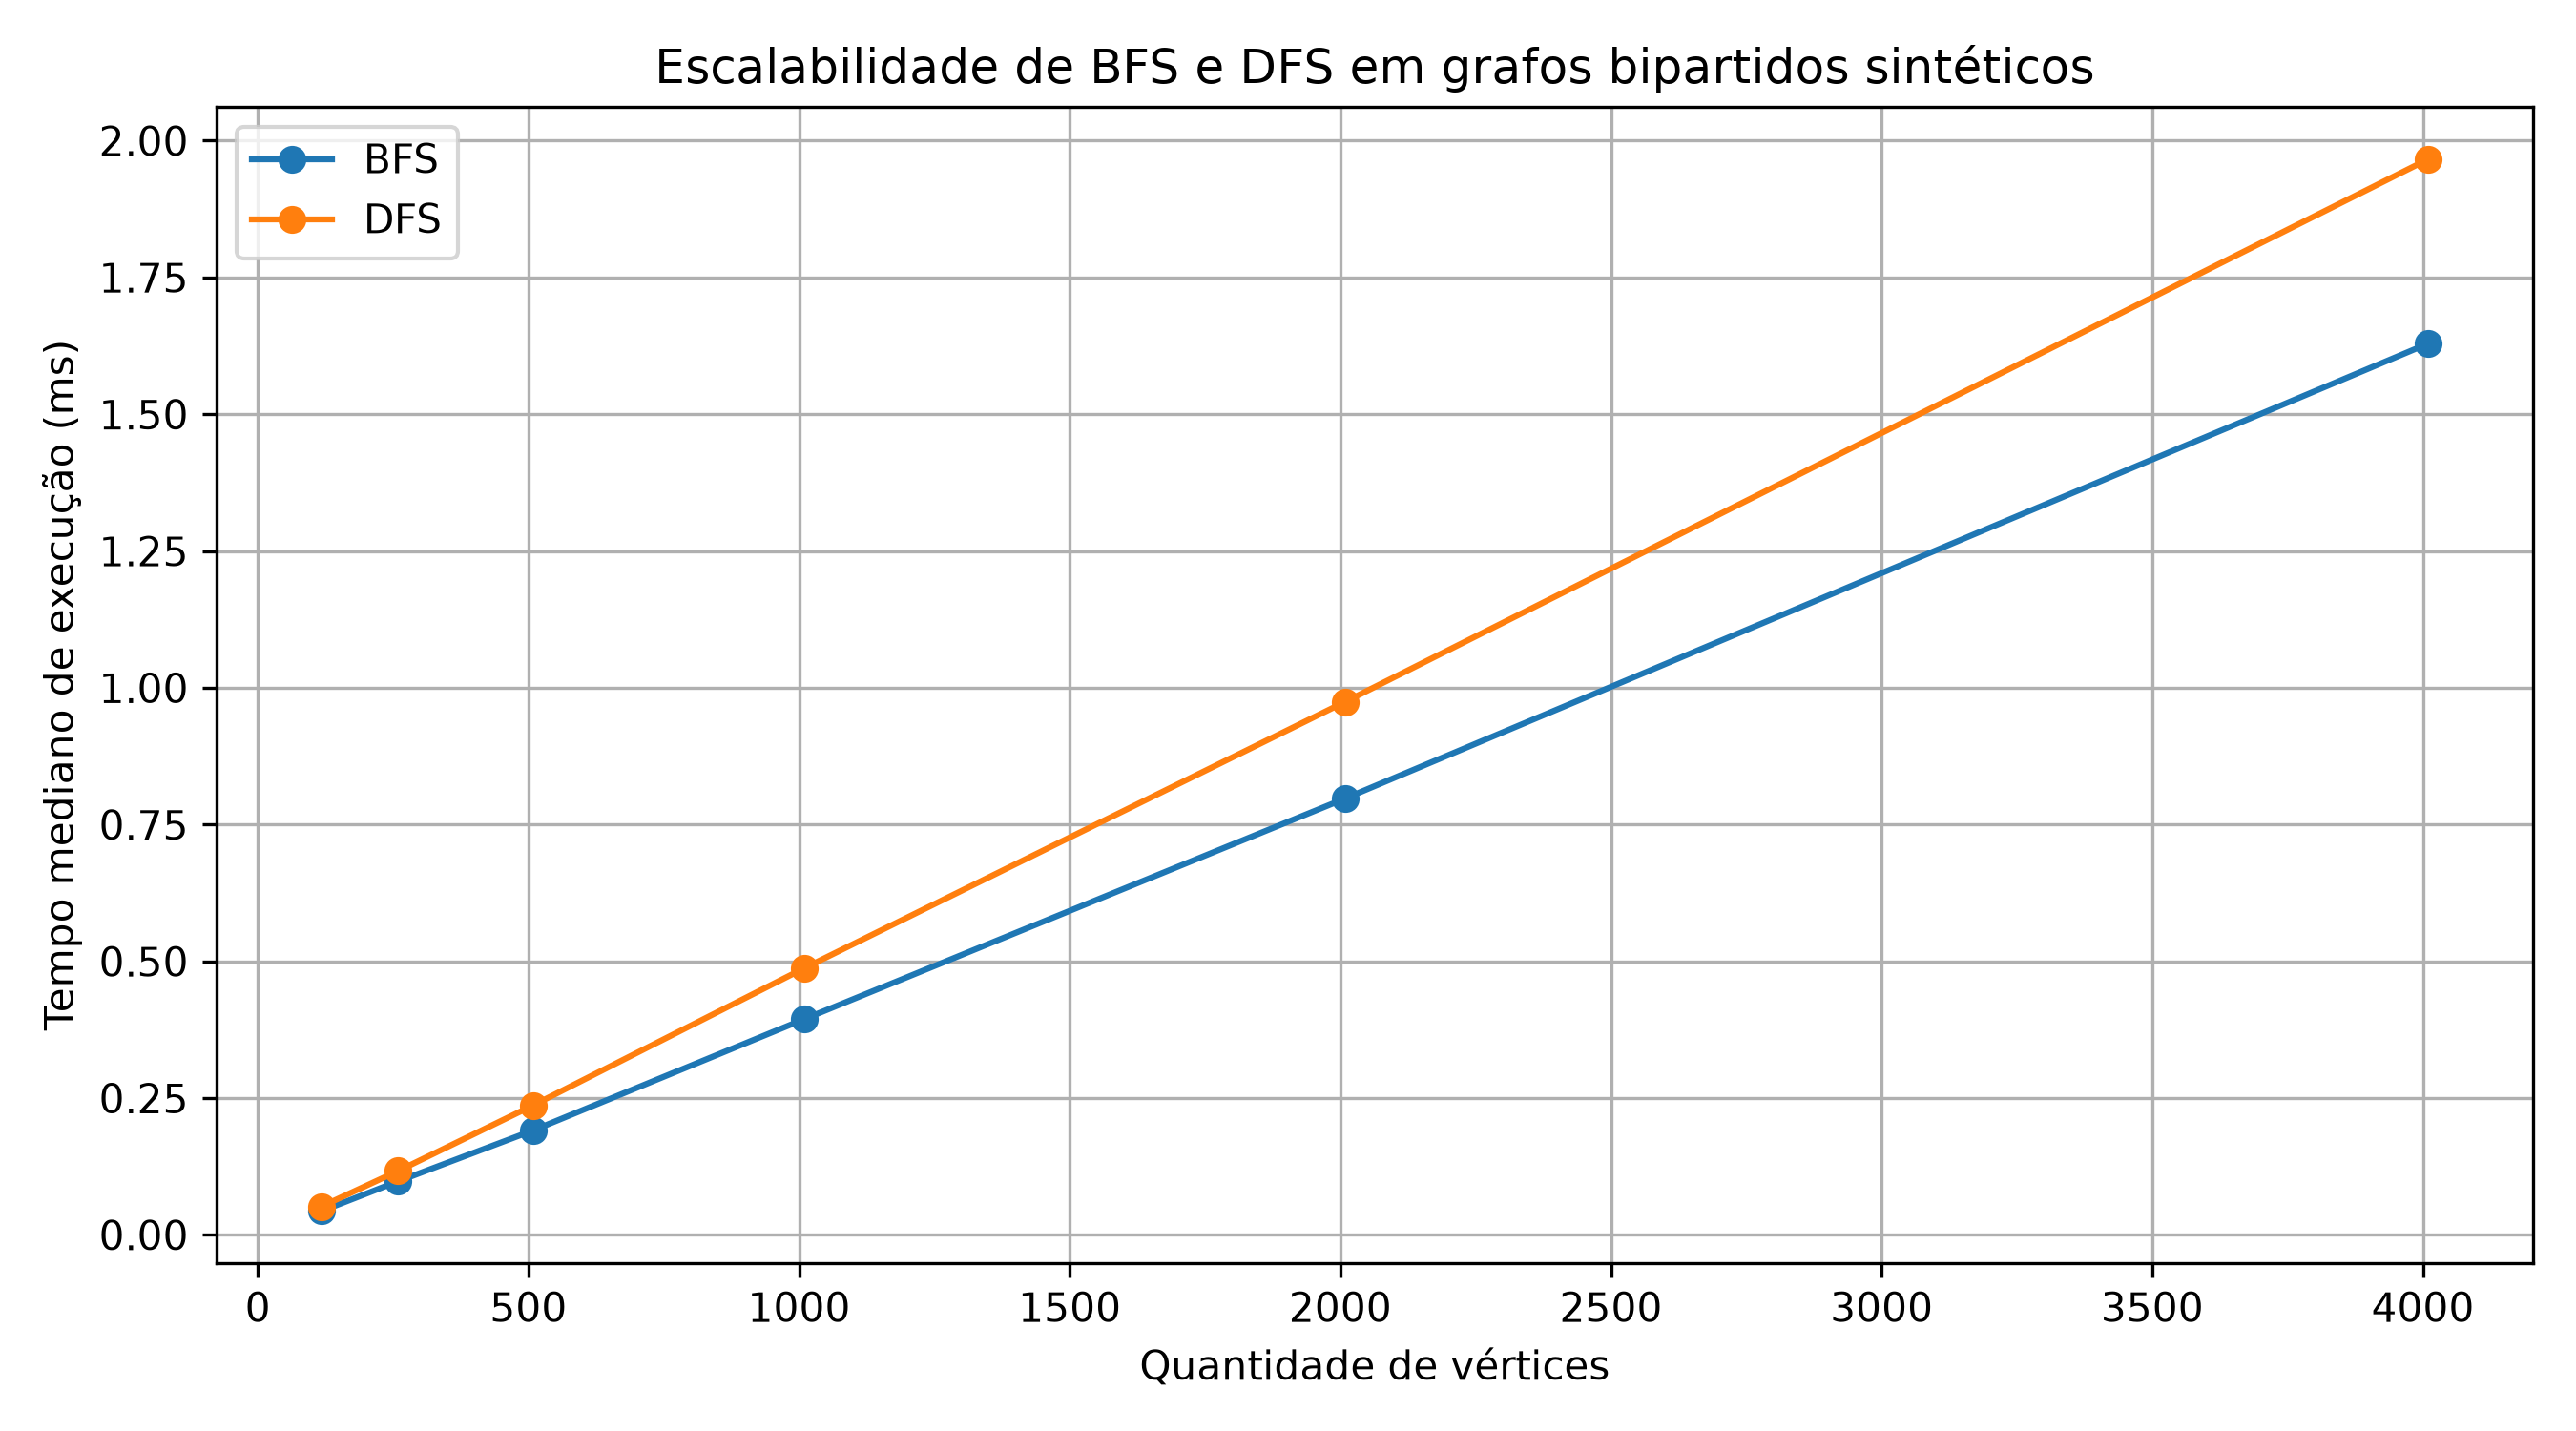 Escalabilidade de BFS e DFS em grafos bipartidos sintéticos
BFS
DFS
Tempo mediano de execução (ms)
2.00
1.75
1.50
1.25
1.00
0.75
0.50
0.25
0.00
0 500 1000 1500 2000 2500 3000 3500 4000
Quantidade de vértices